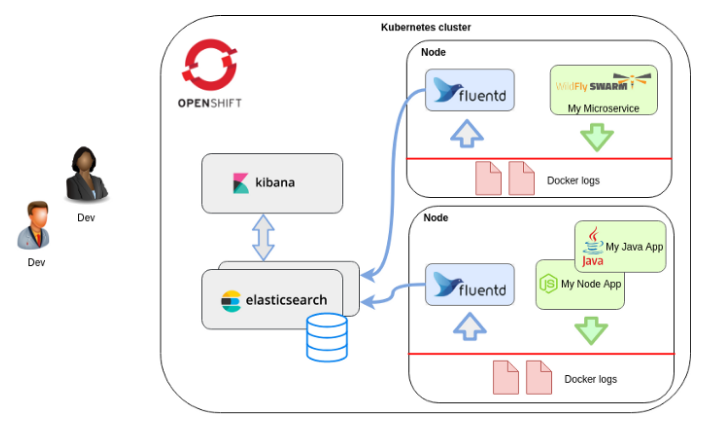 Kubernetes cluster
OPENSHIFT
Node
fluentd
WildFly SWARM
My Microservice
Docker logs
kibana
Dev
Dev
Node
My Java App
Java
JS
My Node App
fluentd
elasticsearch
Docker logs